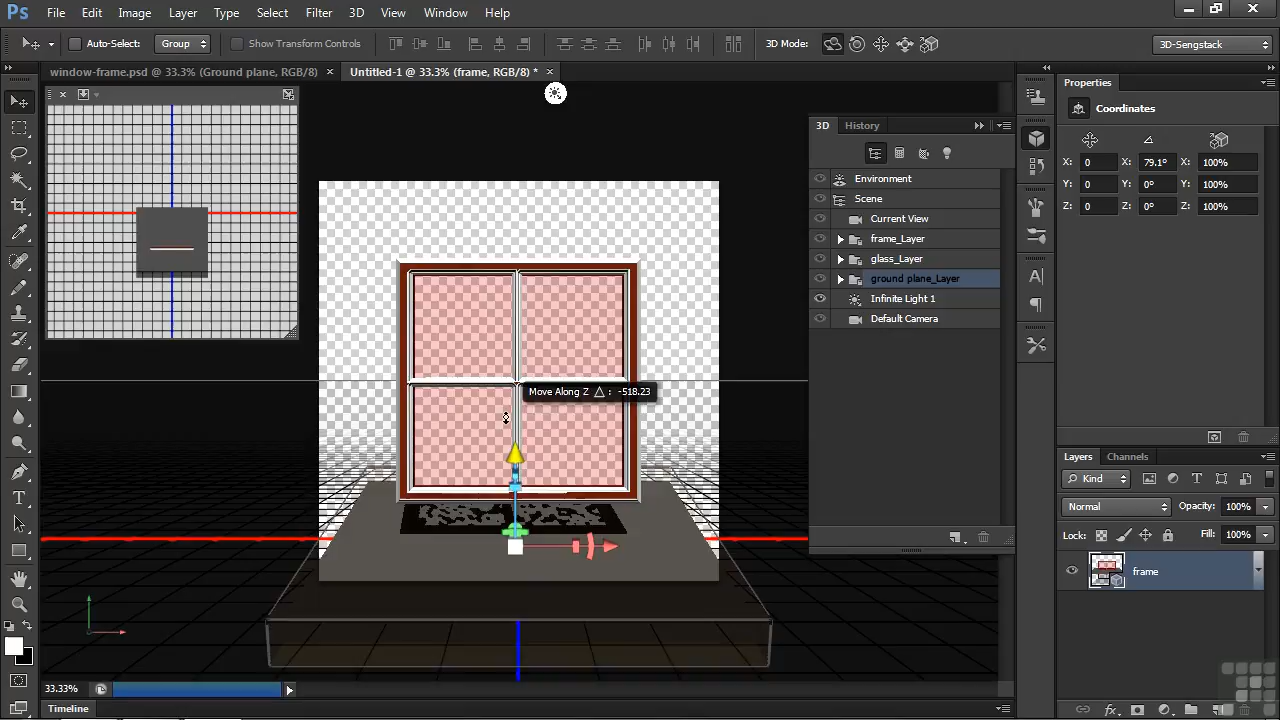 Ps File Edit Image Layer Type Select Filter 3D View Window Help
Auto-Select: Group Show Transform Controls 3D Mode: 3D-Sengstack
window-frame.psd @ 33.3% (Ground plane, RGB/8) × Untitled-1 @ 33.3% (frame, RGB/8) * ×
Properties
Coordinates
X: 0 X: 79.1° X: 100%
Y: 0 Y: 0° Y: 100%
Z: 0 Z: 0° Z: 100%
3D History
Environment
Scene
Current View
frame_Layer
glass_Layer
ground plane_Layer
Infinite Light 1
Default Camera
Move Along Z △ : -518.23
Layers Channels
Kind
Normal Opacity: 100%
Lock: Fill: 100%
frame
33.33%
Timeline